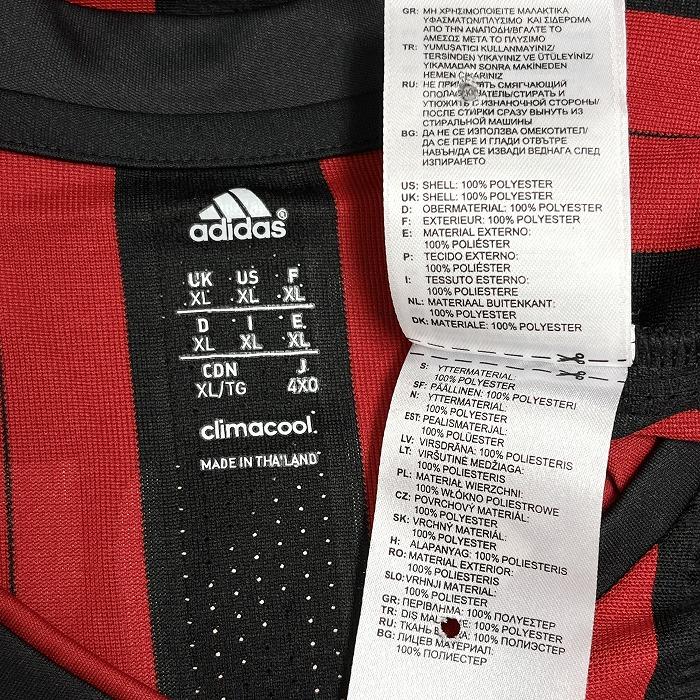 adidas®
UK US F
XL XL XL
D I E
XL XL XL
CDN J
XL/TG 4XO
climacool.
MADE IN THAILAND
GR: ΜΗ ΧΡΗΣΙΜΟΠΟΙΕΙΤΕ ΜΑΛΑΚΤΙΚΑ
ΥΦΑΣΜΑΤΩΝ/ΠΛΥΣΙΜΟ ΚΑΙ ΣΙΔΕΡΩΜΑ
ΑΠΟ ΤΗΝ ΑΝΑΠΟΔΗ/ΒΓΑΛΤΕ ΤΟ
ΑΜΕΣΩΣ ΜΕΤΑ ΤΟ ΠΛΥΣΙΜΟ
TR: YUMUŞATICI KULLANMAYINIZ/
TERSİNDEN YIKAYINIZ VE ÜTÜLEYİNİZ/
YIKAMADAN SONRA MAKİNEDEN
HEMEN ÇIKARINIZ
RU: НЕ СМЯГЧАЮЩИЙ
СТИРАТЬ И
УТЮЖИТЬ С ИЗНАНОЧНОЙ СТОРОНЫ/
ПОСЛЕ СТИРКИ СРАЗУ ВЫНУТЬ ИЗ
СТИРАЛЬНОЙ МАШИНЫ
BG: ДА НЕ СЕ ИЗПОЛЗВА ОМЕКОТИТЕЛ/
ДА СЕ ПЕРЕ И ГЛАДИ ОТВЪТРЕ
НАВЪН/ДА СЕ ИЗВАДИ ВЕДНАГА СЛЕД
ИЗПИРАНЕТО
US: SHELL: 100% POLYESTER
UK: SHELL: 100% POLYESTER
D: OBERMATERIAL: 100% POLYESTER
F: EXTERIEUR: 100% POLYESTER
E: MATERIAL EXTERNO:
100% POLIÉSTER
P: TECIDO EXTERNO:
100% POLIÉSTER
I: TESSUTO ESTERNO:
100% POLIESTERE
NL: MATERIAAL BUITENKANT:
100% POLYESTER
DK: MATERIALE: 100% POLYESTER
S: YTTERMATERIAL:
100% POLYESTER
SF: PÄÄLLINEN: 100% POLYESTERI
N: YTTERMATERIAL:
100% POLYESTER
EST: PEALISMATERJAL:
100% POLÜESTER
LV: VIRSDRĀNA: 100% POLIESTERIS
LT: VIRŠUTINĖ MEDŽIAGA:
100% POLIESTERIS
PL: MATERIAŁ WIERZCHNI:
100% WŁÓKNO POLIESTROWE
CZ: POVRCHOVÝ MATERIÁL:
100% POLYESTER
SK: VRCHNÝ MATERIÁL:
100% POLYESTER
H: ALAPANYAG: 100% POLIÉSZTER
RO: MATERIAL EXTERIOR:
100% POLIESTER
SLO: VRHNJI MATERIAL:
100% POLIESTER
GR: ΠΕΡΙΒΛΗΜΑ: 100% ΠΟΛΥΕΣΤΕΡ
TR: DIŞ 100% POLYESTER
RU: ТКАНЬ 100% ПОЛИЭСТЕР
BG: ЛИЦЕВ МАТЕРИАЛ:
100% ПОЛИЕСТЕР